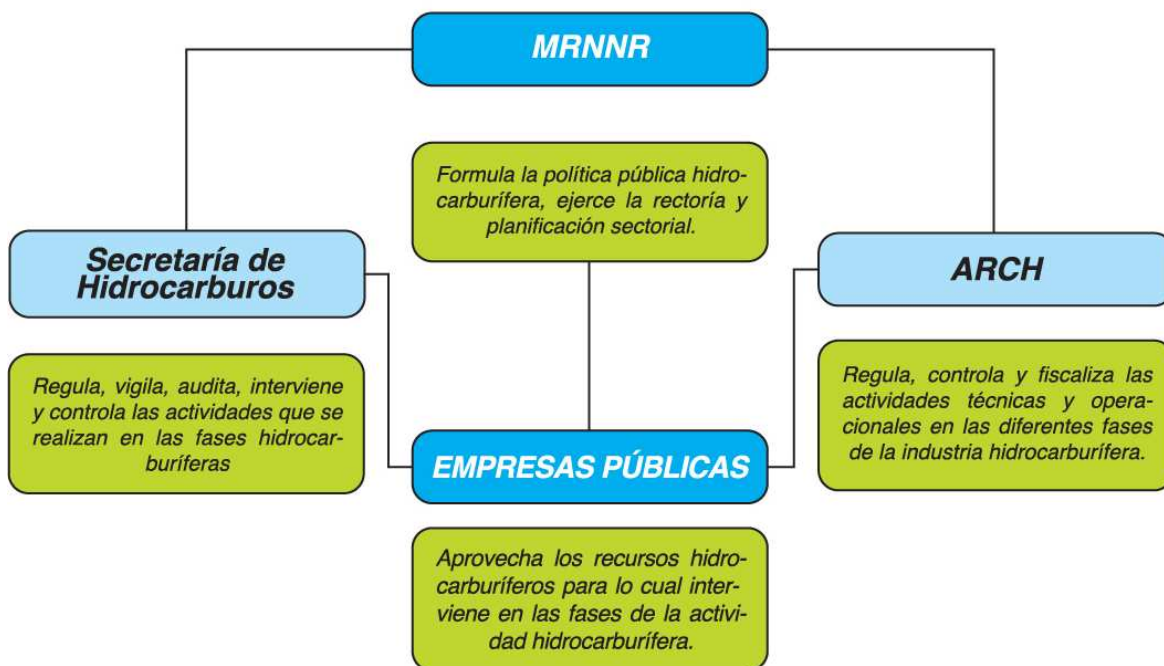 MRNNR
Formula la política pública hidro-
carburífera, ejerce la rectoría y
planificación sectorial.
Secretaría de
Hidrocarburos
ARCH
Regula, vigila, audita, interviene
y controla las actividades que se
realizan en las fases hidrocar-
buríferas
Regula, controla y fiscaliza las
actividades técnicas y opera-
cionales en las diferentes fases
de la industria hidrocarburífera.
EMPRESAS PÚBLICAS
Aprovecha los recursos hidro-
carburíferos para lo cual inter-
viene en las fases de la activi-
dad hidrocarburífera.